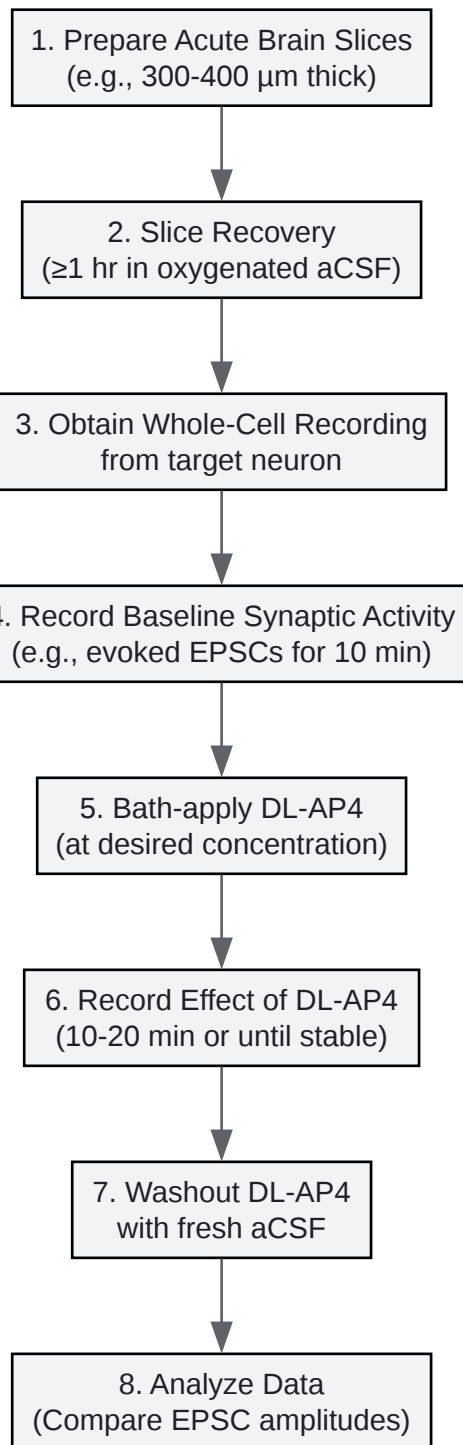 1. Prepare Acute Brain Slices
(e.g., 300-400 µm thick)
2. Slice Recovery
(≥1 hr in oxygenated aCSF)
3. Obtain Whole-Cell Recording
from target neuron
4. Record Baseline Synaptic Activity
(e.g., evoked EPSCs for 10 min)
5. Bath-apply DL-AP4
(at desired concentration)
6. Record Effect of DL-AP4
(10-20 min or until stable)
7. Washout DL-AP4
with fresh aCSF
8. Analyze Data
(Compare EPSC amplitudes)